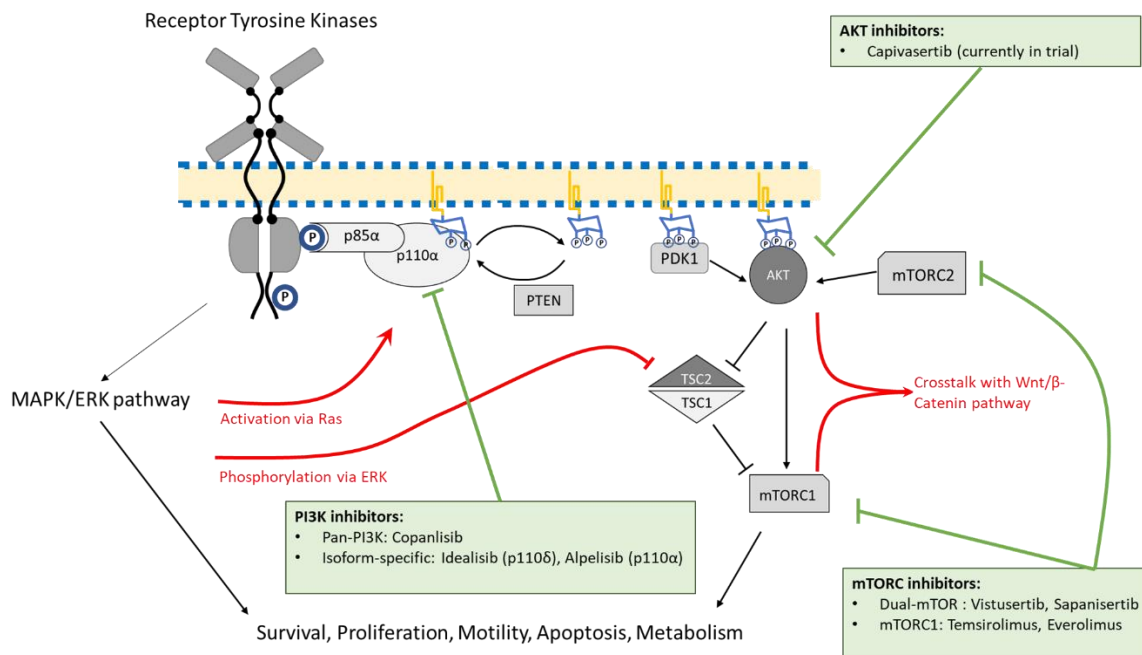 Receptor Tyrosine Kinases
AKT inhibitors:
• Capivasertib (currently in trial)
P
p85α
p110α
P
P
P
P
P
P
P
P
P
P
P
P
PDK1
AKT
mTORC2
PTEN
P
TSC2
TSC1
MAPK/ERK pathway
Activation via Ras
Crosstalk with Wnt/β-
Catenin pathway
Phosphorylation via ERK
mTORC1
PI3K inhibitors:
• Pan-PI3K: Copanlisib
• Isoform-specific: Idealisib (p110δ), Alpelisib (p110α)
mTORC inhibitors:
• Dual-mTOR : Vistusertib, Sapanisertib
• mTORC1: Temsirolimus, Everolimus
Survival, Proliferation, Motility, Apoptosis, Metabolism